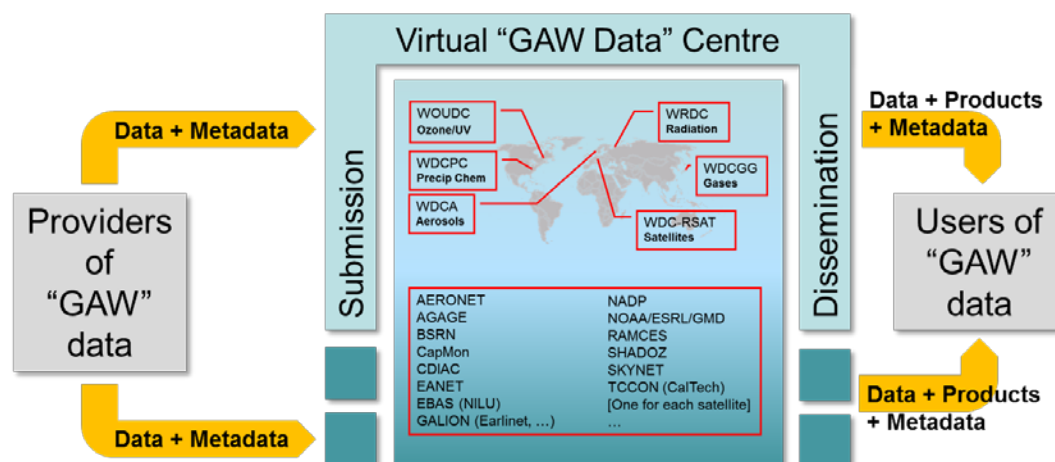 Virtual “GAW Data” Centre
Data + Metadata
Providers
of
“GAW”
data
Data + Metadata
Submission
WOUDC
Ozone/UV
WDCPC
Precip Chem
WDCA
Aerosols
WRDC
Radiation
WDCGG
Gases
WDC-RSAT
Satellites
AERONET
AGAGE
BSRN
CapMon
CDIAC
EANET
EBAS (NILU)
GALION (Earlinet, …)
NADP
NOAA/ESRL/GMD
RAMCES
SHADOZ
SKYNET
TCCON (CalTech)
[One for each satellite]
…
Dissemination
Data + Products
+ Metadata
Users of
“GAW”
data
Data + Products
+ Metadata